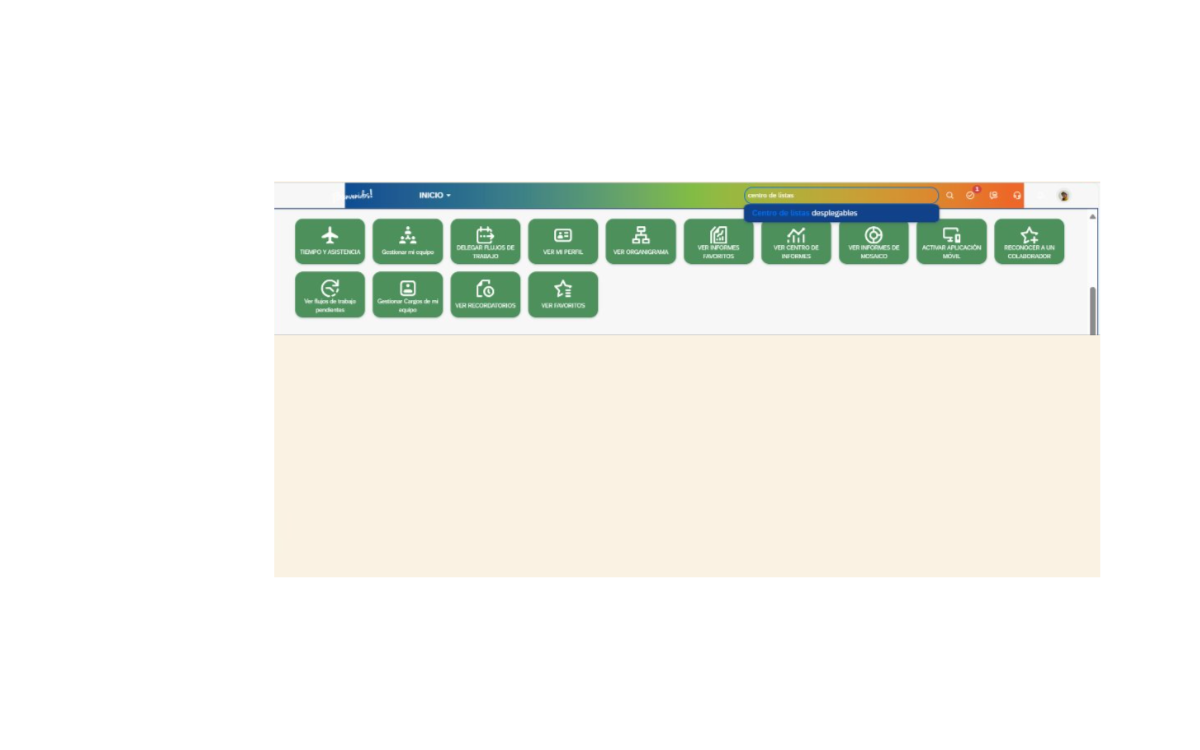 INICIO
centro de listas
1
Centro de listas desplegables
TIEMPO Y ASISTENCIA
Gestionar mi equipo
DELEGAR FLUJOS DE
TRABAJO
VER MI PERFIL
VER ORGANIGRAMA
VER INFORMES
FAVORITOS
VER CENTRO DE
INFORMES
VER INFORMES DE
MOSAICO
ACTIVAR APLICACIÓN
MÓVIL
RECONOCER A UN
COLABORADOR
Ver flujos de trabajo
pendientes
Gestionar Cargos de mi
equipo
VER RECORDATORIOS
VER FAVORITOS